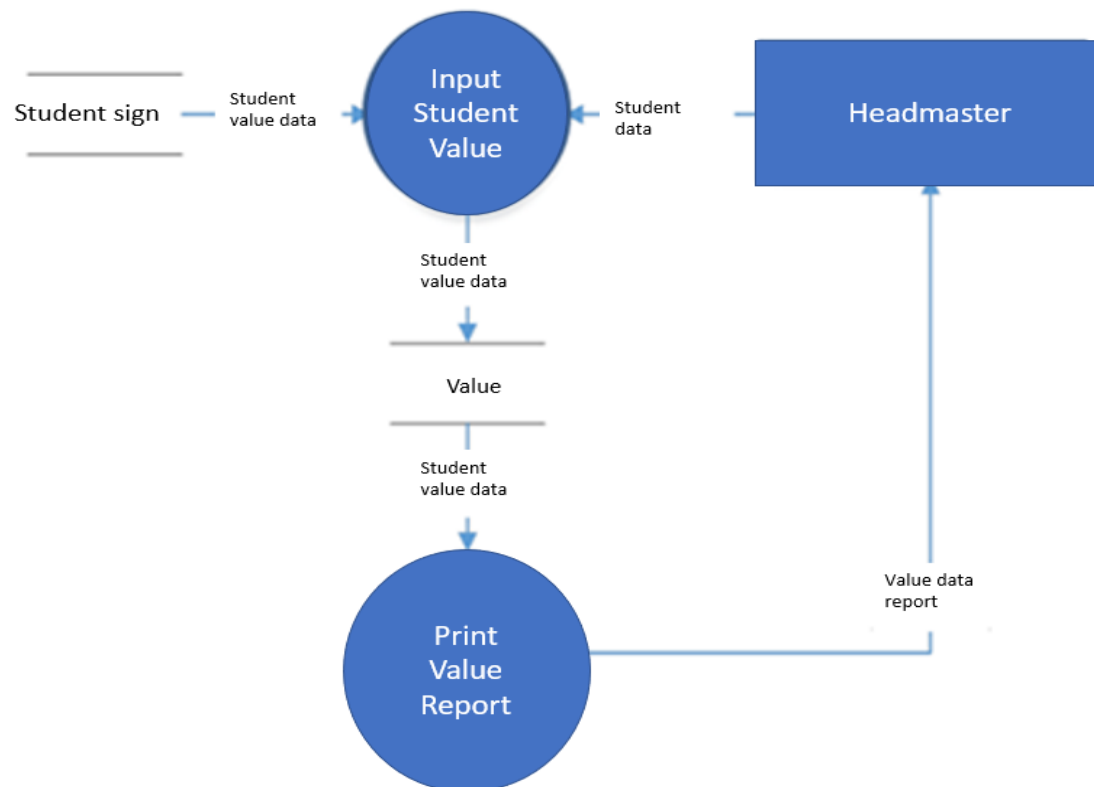 Student sign
Student
value data
Input
Student
Value
Student
data
Headmaster
Student
value data
Value
Student
value data
Print
Value
Report
Value data
report